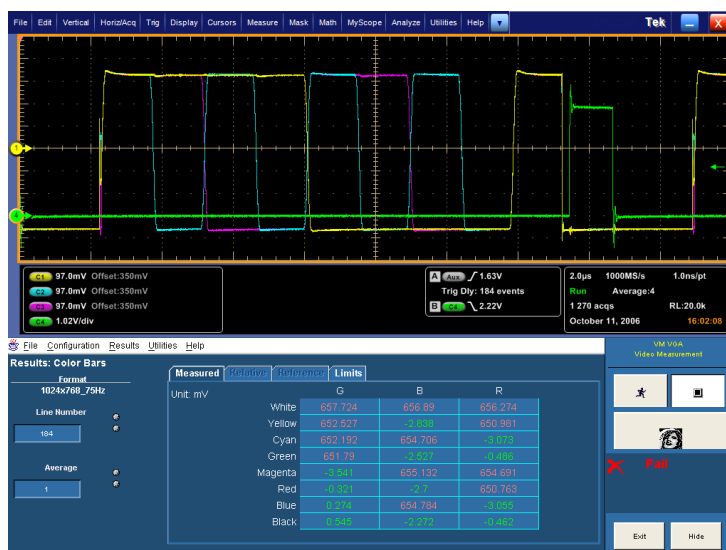 File Edit Vertical Horiz/Acq Trig Display Cursors Measure Mask Math MyScope Analyze Utilities Help Tek X
1
4
C1 97.0mV Offset:350mV
C2 97.0mV Offset:350mV
C3 97.0mV Offset:350mV
C4 1.02V/div
A Aux 1.63V
Trig Dly: 184 events
B C4 2.22V
2.0µs 1000MS/s 1.0ns/pt
Run Average:4
1 270 acqs RL:20.0k
October 11, 2006 16:02:08
File Configuration Results Utilities Help
VM VGA
Video Measurement
Results: Color Bars
Format
1024x768_75Hz
Line Number
184
Average
1
Measured Relative Reference Limits
Unit: mV
G B R
White 657.724 656.89 656.274
Yellow 652.527 -2.838 650.981
Cyan 652.192 654.706 -3.073
Green 651.79 -2.527 -0.486
Magenta -3.541 655.132 654.691
Red -0.321 -2.7 650.763
Blue 0.274 654.784 -3.055
Black 0.545 -2.272 -0.462
Fail
Exit Hide